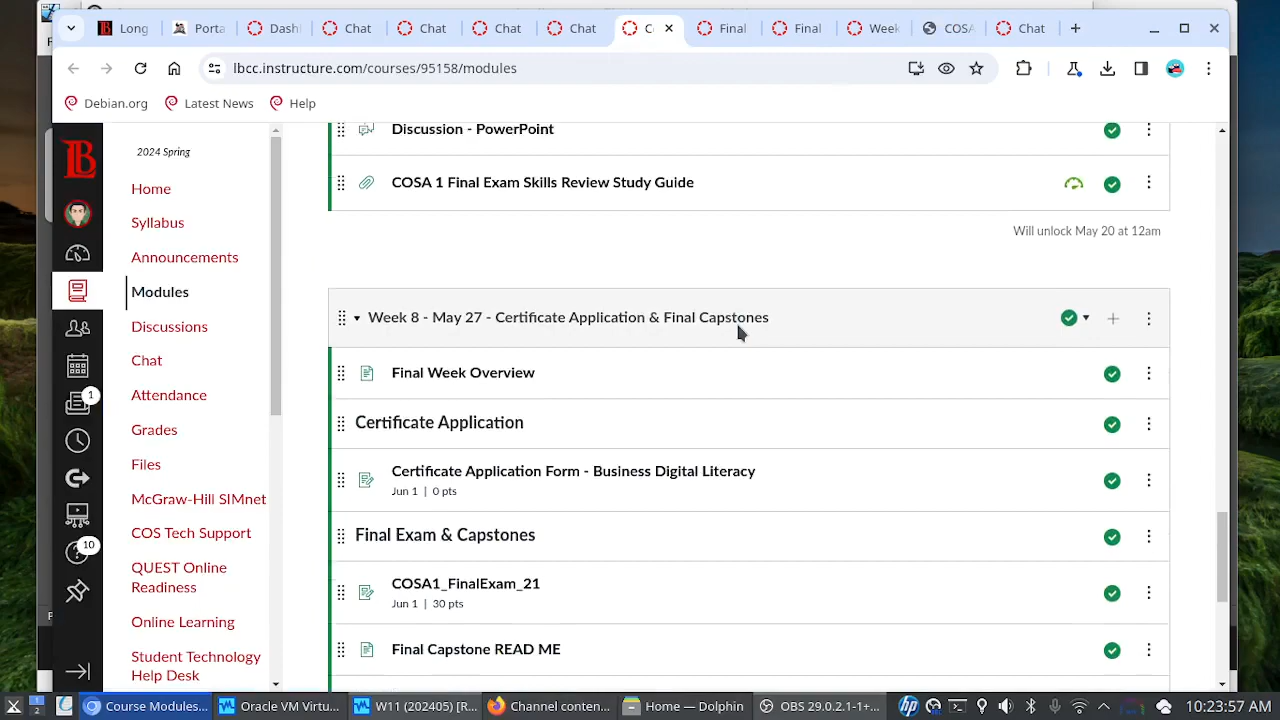 Long
Porta
Dash
Chat
Chat
Chat
Chat
C
Final
Final
Week
COSA
Chat
lbcc.instructure.com/courses/95158/modules
Debian.org
Latest News
Help
LB
2024 Spring
Home
Syllabus
Announcements
Modules
Discussions
Chat
Attendance
Grades
Files
McGraw-Hill SIMnet
COS Tech Support
QUEST Online
Readiness
Online Learning
Student Technology
Help Desk
1
10
Discussion - PowerPoint
COSA 1 Final Exam Skills Review Study Guide
Will unlock May 20 at 12am
Week 8 - May 27 - Certificate Application & Final Capstones
Final Week Overview
Certificate Application
Certificate Application Form - Business Digital Literacy
Jun 1 | 0 pts
Final Exam & Capstones
COSA1_FinalExam_21
Jun 1 | 30 pts
Final Capstone READ ME
1
2
Course Modules...
Oracle VM Virtu...
W11 (202405) [R...
Channel conten...
Home — Dolphin
OBS 29.0.2.1-1+...
10:23:57 AM